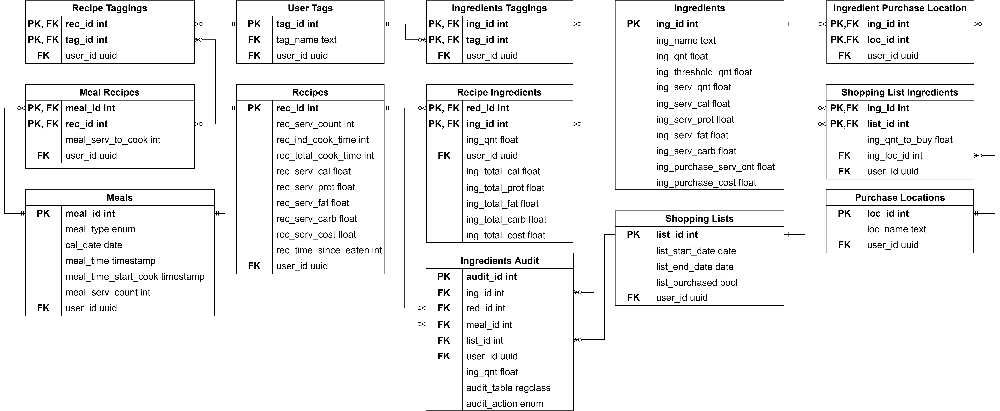 Recipe Taggings
PK, FK rec_id int
PK, FK tag_id int
FK user_id uuid
User Tags
PK tag_id int
FK tag_name text
FK user_id uuid
Ingredients Taggings
PK, FK ing_id int
PK, FK tag_id int
FK user_id uuid
Ingredients
PK ing_id int
ing_name text
ing_qnt float
ing_threshold_qnt float
ing_serv_qnt float
ing_serv_cal float
ing_serv_prot float
ing_serv_fat float
ing_serv_carb float
ing_purchase_serv_cnt float
ing_purchase_cost float
Ingredient Purchase Location
PK,FK ing_id int
PK,FK loc_id int
FK user_id uuid
Meal Recipes
PK, FK meal_id int
PK, FK rec_id int
meal_serv_to_cook int
FK user_id uuid
Recipes
PK rec_id int
rec_serv_count int
rec_ind_cook_time int
rec_total_cook_time int
rec_serv_cal float
rec_serv_prot float
rec_serv_fat float
rec_serv_carb float
rec_serv_cost float
rec_time_since_eaten int
FK user_id uuid
Recipe Ingredients
PK, FK red_id int
PK, FK ing_id int
ing_qnt float
FK user_id uuid
ing_total_cal float
ing_total_prot float
ing_total_fat float
ing_total_carb float
ing_total_cost float
Shopping List Ingredients
PK,FK ing_id int
PK,FK list_id int
ing_qnt_to_buy float
FK ing_loc_id int
FK user_id uuid
Meals
PK meal_id int
meal_type enum
cal_date date
meal_time timestamp
meal_time_start_cook timestamp
meal_serv_count int
FK user_id uuid
Purchase Locations
PK loc_id int
loc_name text
FK user_id uuid
Shopping Lists
PK list_id int
list_start_date date
list_end_date date
list_purchased bool
FK user_id uuid
Ingredients Audit
PK audit_id int
FK ing_id int
FK red_id int
FK meal_id int
FK list_id int
FK user_id uuid
ing_qnt float
audit_table regclass
audit_action enum